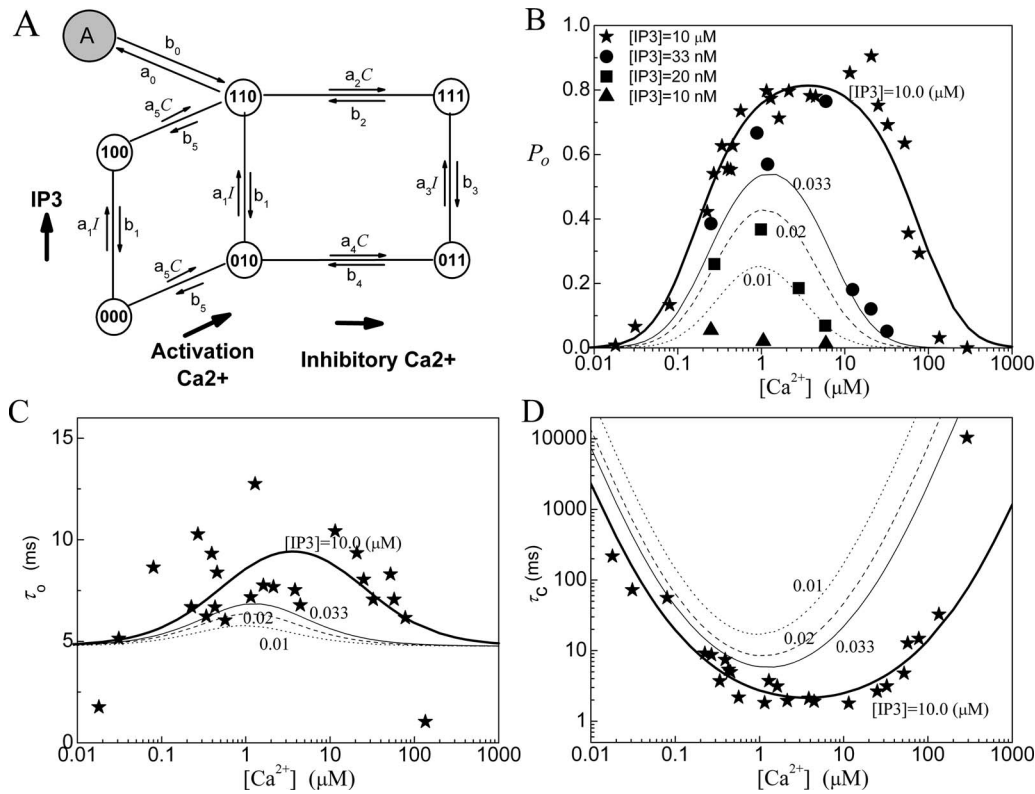 A
A
b0
a0
110
a2C
b2
111
a5C
b5
100
IP3
a1I
b1
a1I
b1
a3I
b3
a5C
b5
010
a4C
b4
011
000
Activation
Ca2+
Inhibitory Ca2+
B
1.0
0.8
0.6
0.4
0.2
0.0
Po
[IP3]=10 μM
[IP3]=33 nM
[IP3]=20 nM
[IP3]=10 nM
[IP3]=10.0 (μM)
0.033
0.02
0.01
0.01 0.1 1 10 100 1000
[Ca2+] (μM)
C
15
10
5
0
τo (ms)
[IP3]=10.0 (μM)
0.033
0.02
0.01
0.01 0.1 1 10 100 1000
[Ca2+] (μM)
D
10000
1000
100
10
1
τC (ms)
0.01
0.02
0.033
[IP3]=10.0 (μM)
0.01 0.1 1 10 100 1000
[Ca2+] (μM)